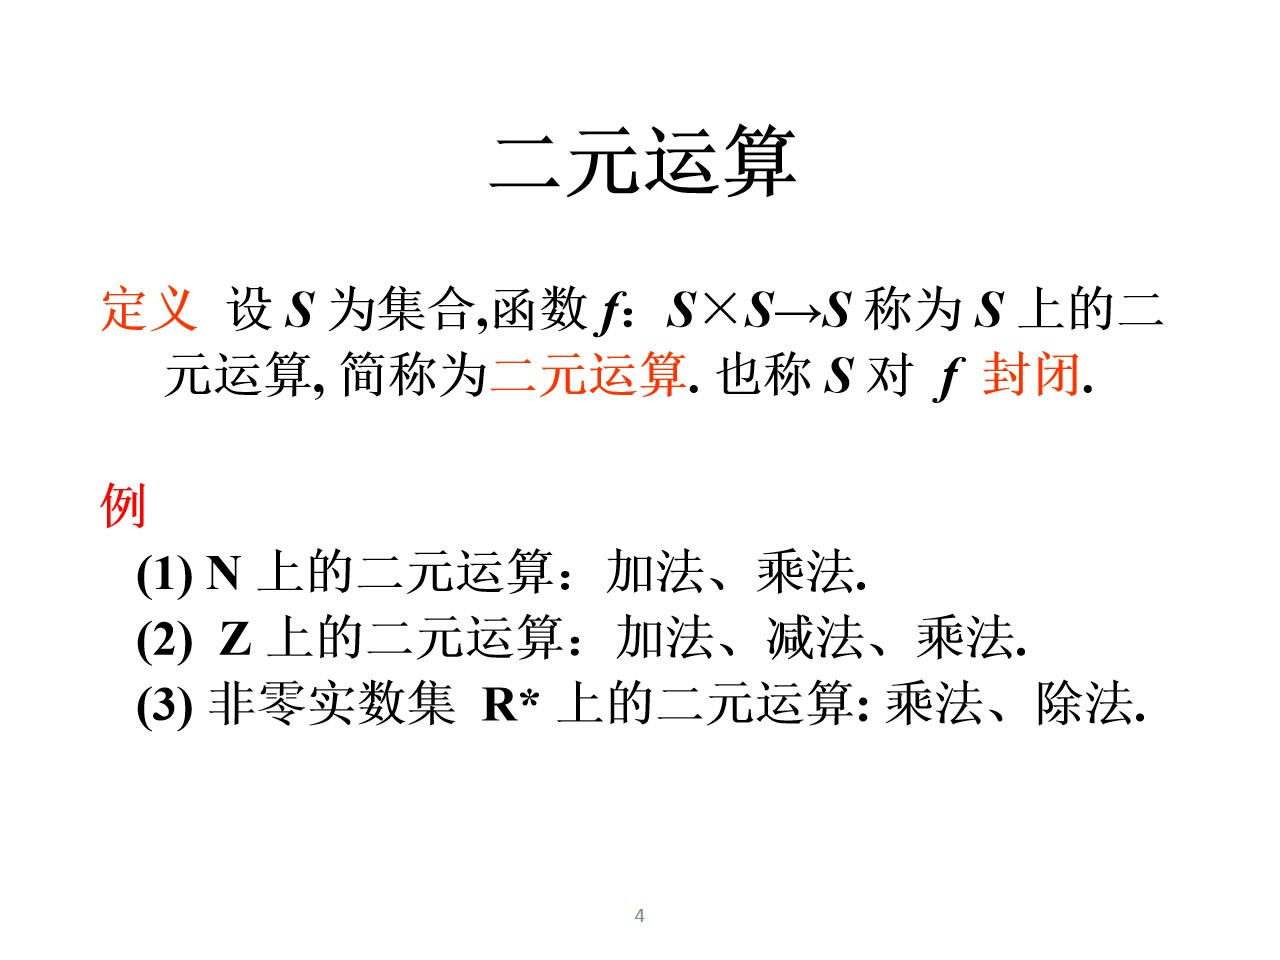 二元运算
定义 设 S 为集合,函数 f：S×S→S 称为 S 上的二
元运算, 简称为二元运算. 也称 S 对 f 封闭.
例
(1) N 上的二元运算：加法、乘法.
(2) Z 上的二元运算：加法、减法、乘法.
(3) 非零实数集 R* 上的二元运算: 乘法、除法.
4